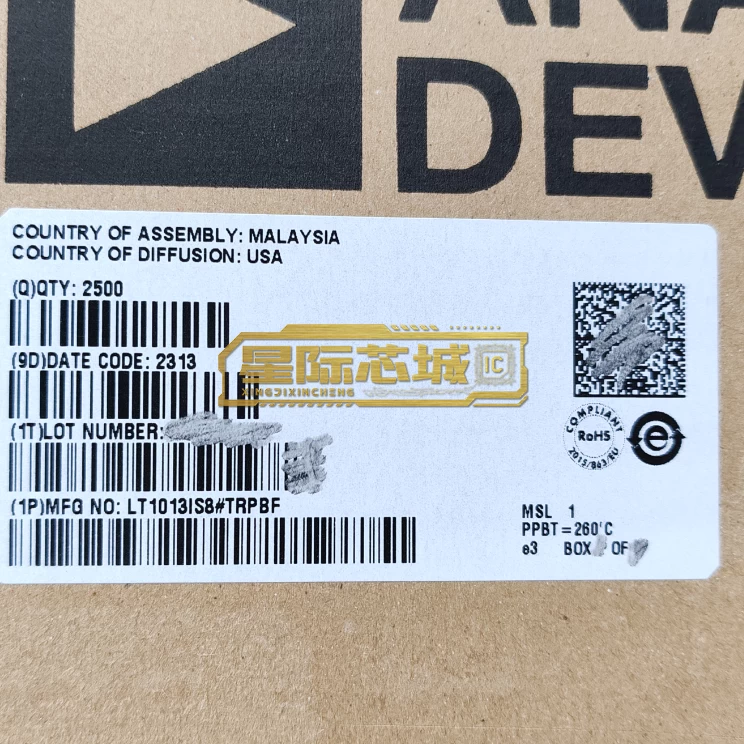 DEV
COUNTRY OF ASSEMBLY: MALAYSIA
COUNTRY OF DIFFUSION: USA
(Q)QTY: 2500
(9D)DATE CODE: 2313
星际芯城 IC
XINGJIXINCHENG
(1T)LOT NUMBER:
COMPLIANT
RoHS
2015/863/EU
e
(1P)MFG NO: LT1013IS8#TRPBF
MSL 1
PPBT=260°C
e3 BOX OF